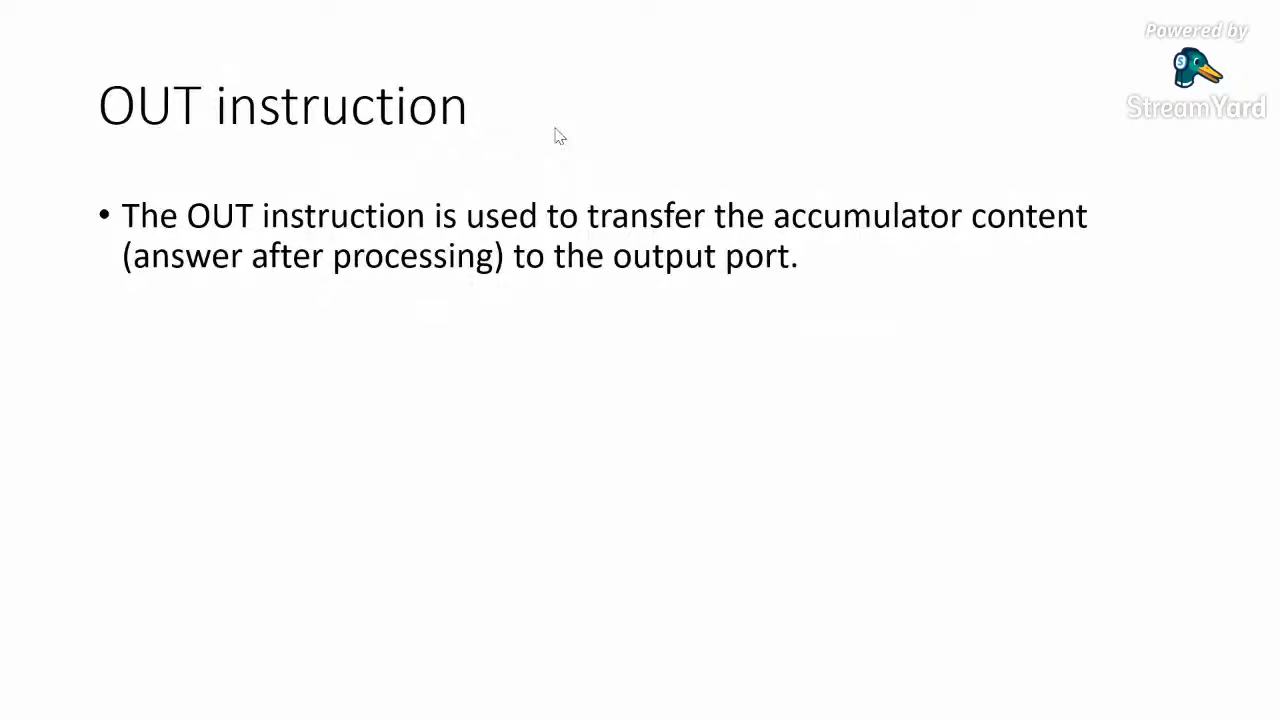 Powered by
StreamYard
OUT instruction
• The OUT instruction is used to transfer the accumulator content
(answer after processing) to the output port.